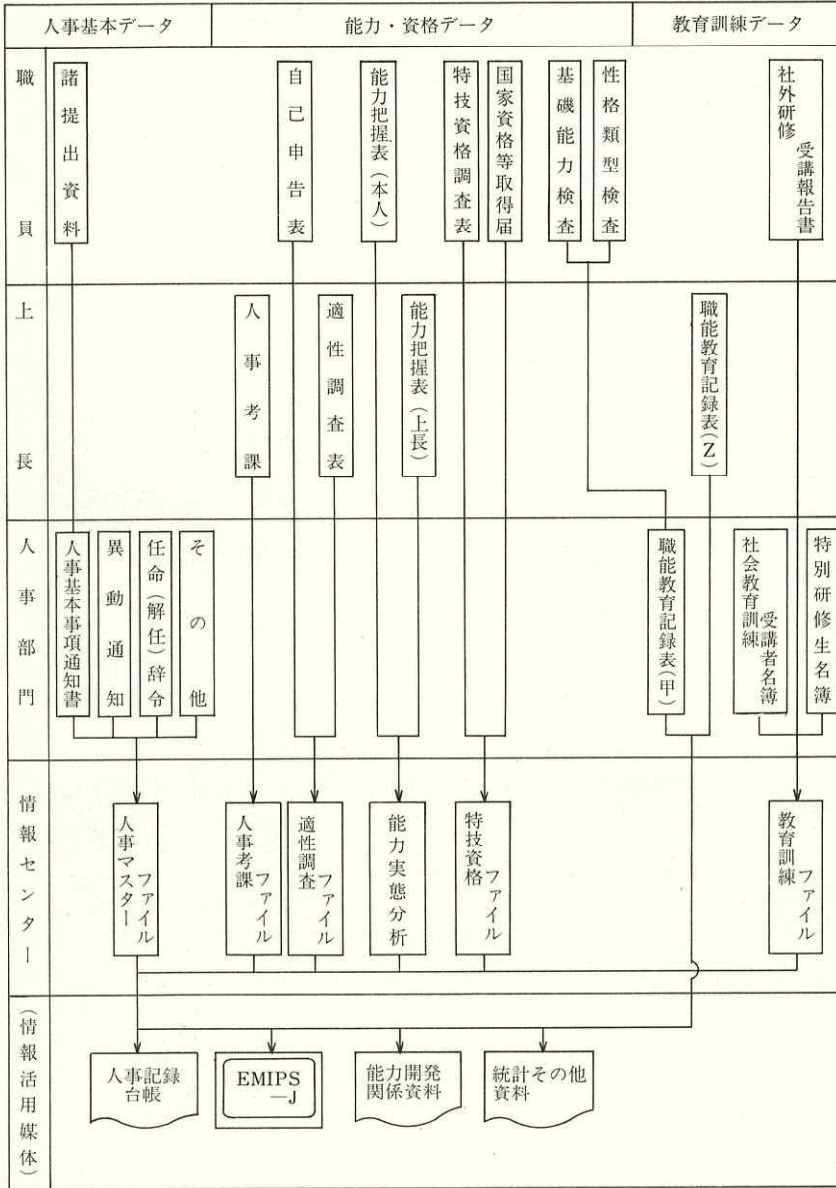 人事基本データ
能力・資格データ
教育訓練データ
職員
諸提出資料
自己申告表
能力把握表(本人)
特技資格調査表
国家資格等取得届
基礎能力検査
性格類型検査
社外研修
受講報告書
上長
人事考課
適性調査表
能力把握表(上長)
職能教育記録表(Z)
人事部門
人事基本事項通知書
異動通知
任命(解任)辞令
その他
職能教育記録表(甲)
社会教育訓練
受講者名簿
特別研修生名簿
情報センター
人事マスター
ファイル
人事考課
ファイル
適性調査
ファイル
能力実態分析
特技資格
ファイル
教育訓練
ファイル
(情報活用媒体)
人事記録
台帳
EMIPS
—J
能力開発
関係資料
統計その他
資料